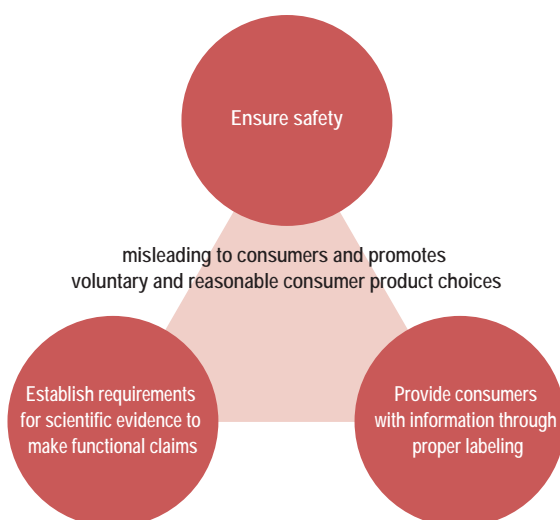 Ensure safety
misleading to consumers and promotes
voluntary and reasonable consumer product choices
Establish requirements
for scientific evidence to
make functional claims
Provide consumers
with information through
proper labeling